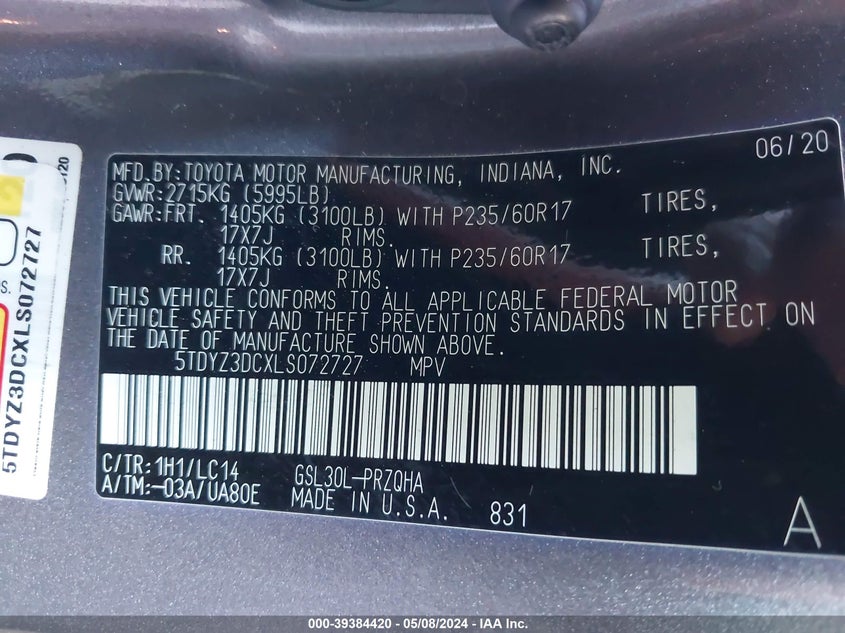 06/20
MFD.BY:TOYOTA MOTOR MANUFACTURING, INDIANA, INC.
GVWR:2715KG (5995LB)
GAWR:FRT. 1405KG (3100LB) WITH P235/60R17 TIRES,
17X7J RIMS.
RR. 1405KG (3100LB) WITH P235/60R17 TIRES,
17X7J RIMS.
THIS VEHICLE CONFORMS TO ALL APPLICABLE FEDERAL MOTOR
VEHICLE SAFETY AND THEFT PREVENTION STANDARDS IN EFFECT ON
THE DATE OF MANUFACTURE SHOWN ABOVE.
5TDYZ3DCXLS072727 MPV
C/TR:1H1/LC14 GSL30L-PRZQHA
A/TM:-03A/UA80E MADE IN U.S.A. 831
A
5TDYZ3DCXLS072727
000-39384420 - 05/08/2024 - IAA Inc.